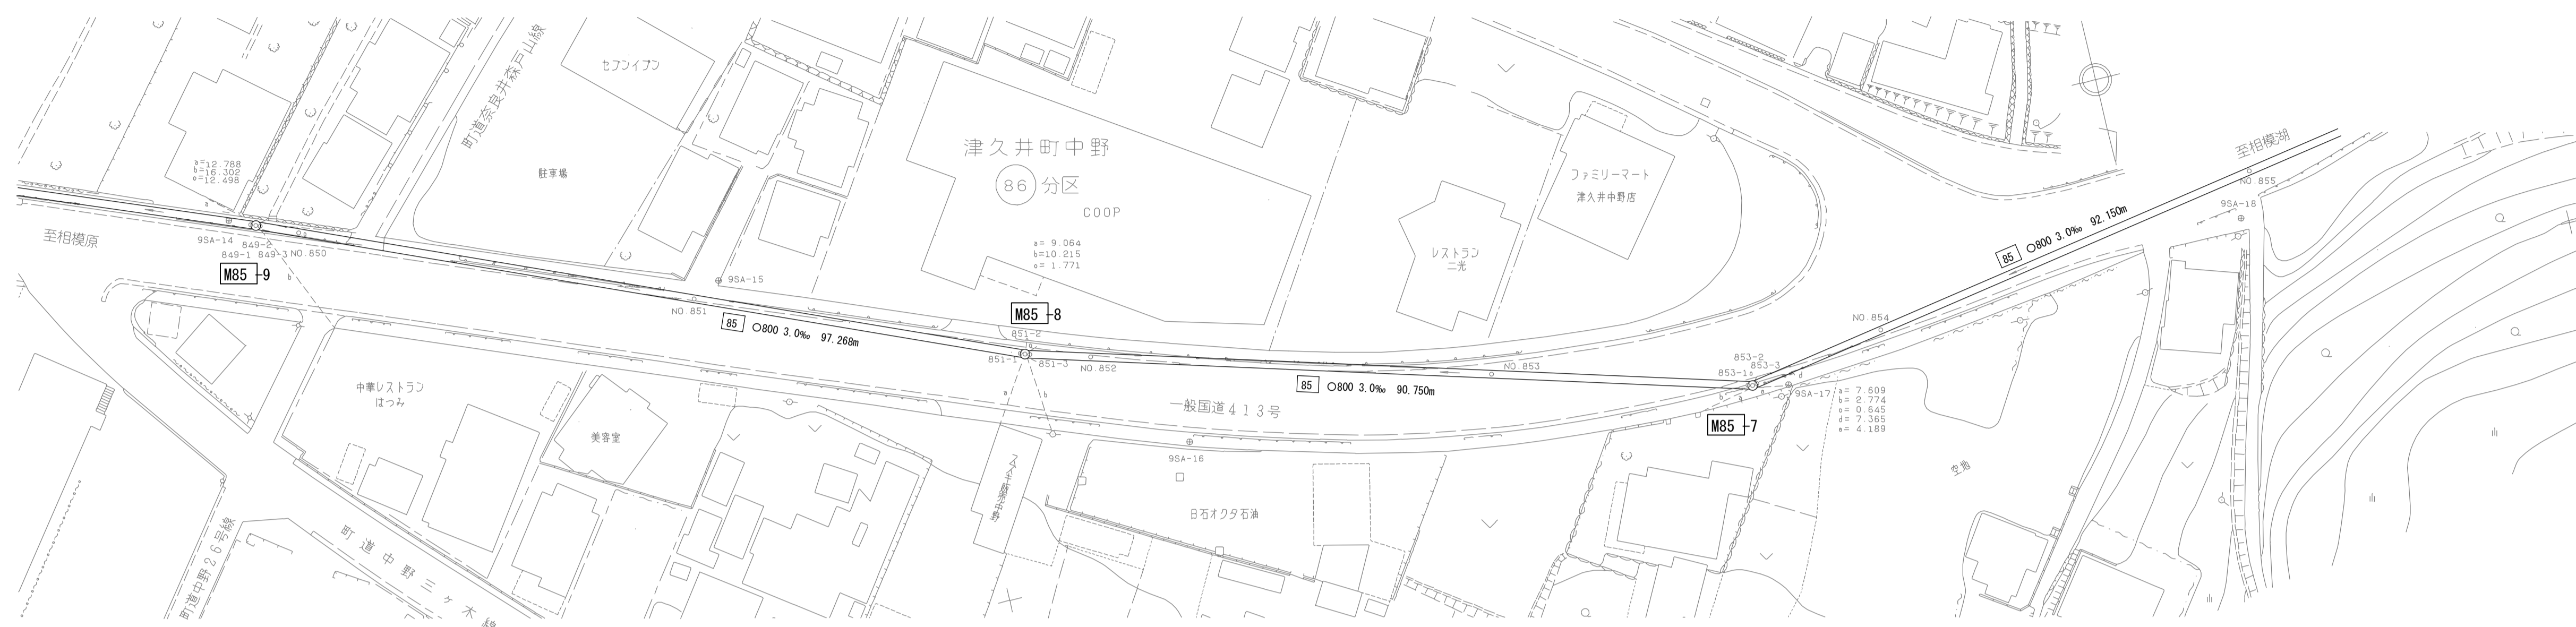 町道奈良井森戸山線
セブンイブン
駐車場
a=12.788
b=16.302
o=12.498
津久井町中野
86 分区
COOP
a= 9.064
b=10.215
o= 1.771
ファミリーマート
津久井中野店
レストラン
二光
至相模湖
NO.855
9SA-18
85 ○800 3.0‰ 92.150m
NO.854
至相模原
9SA-14
849-2
849-1 849-3 NO.850
M85 -9
9SA-15
NO.851
85 ○800 3.0‰ 97.268m
M85 -8
851-2
851-1
851-3
NO.852
85 ○800 3.0‰ 90.750m
NO.853
853-2
853-3
853-1
9SA-17
M85 -7
a= 7.609
b= 2.774
o= 0.645
d= 7.365
e= 4.189
一般国道413号
9SA-16
中華レストラン
はつみ
美容室
日石オクタ石油
空地
町道中野26号線
町道中野三ヶ木線